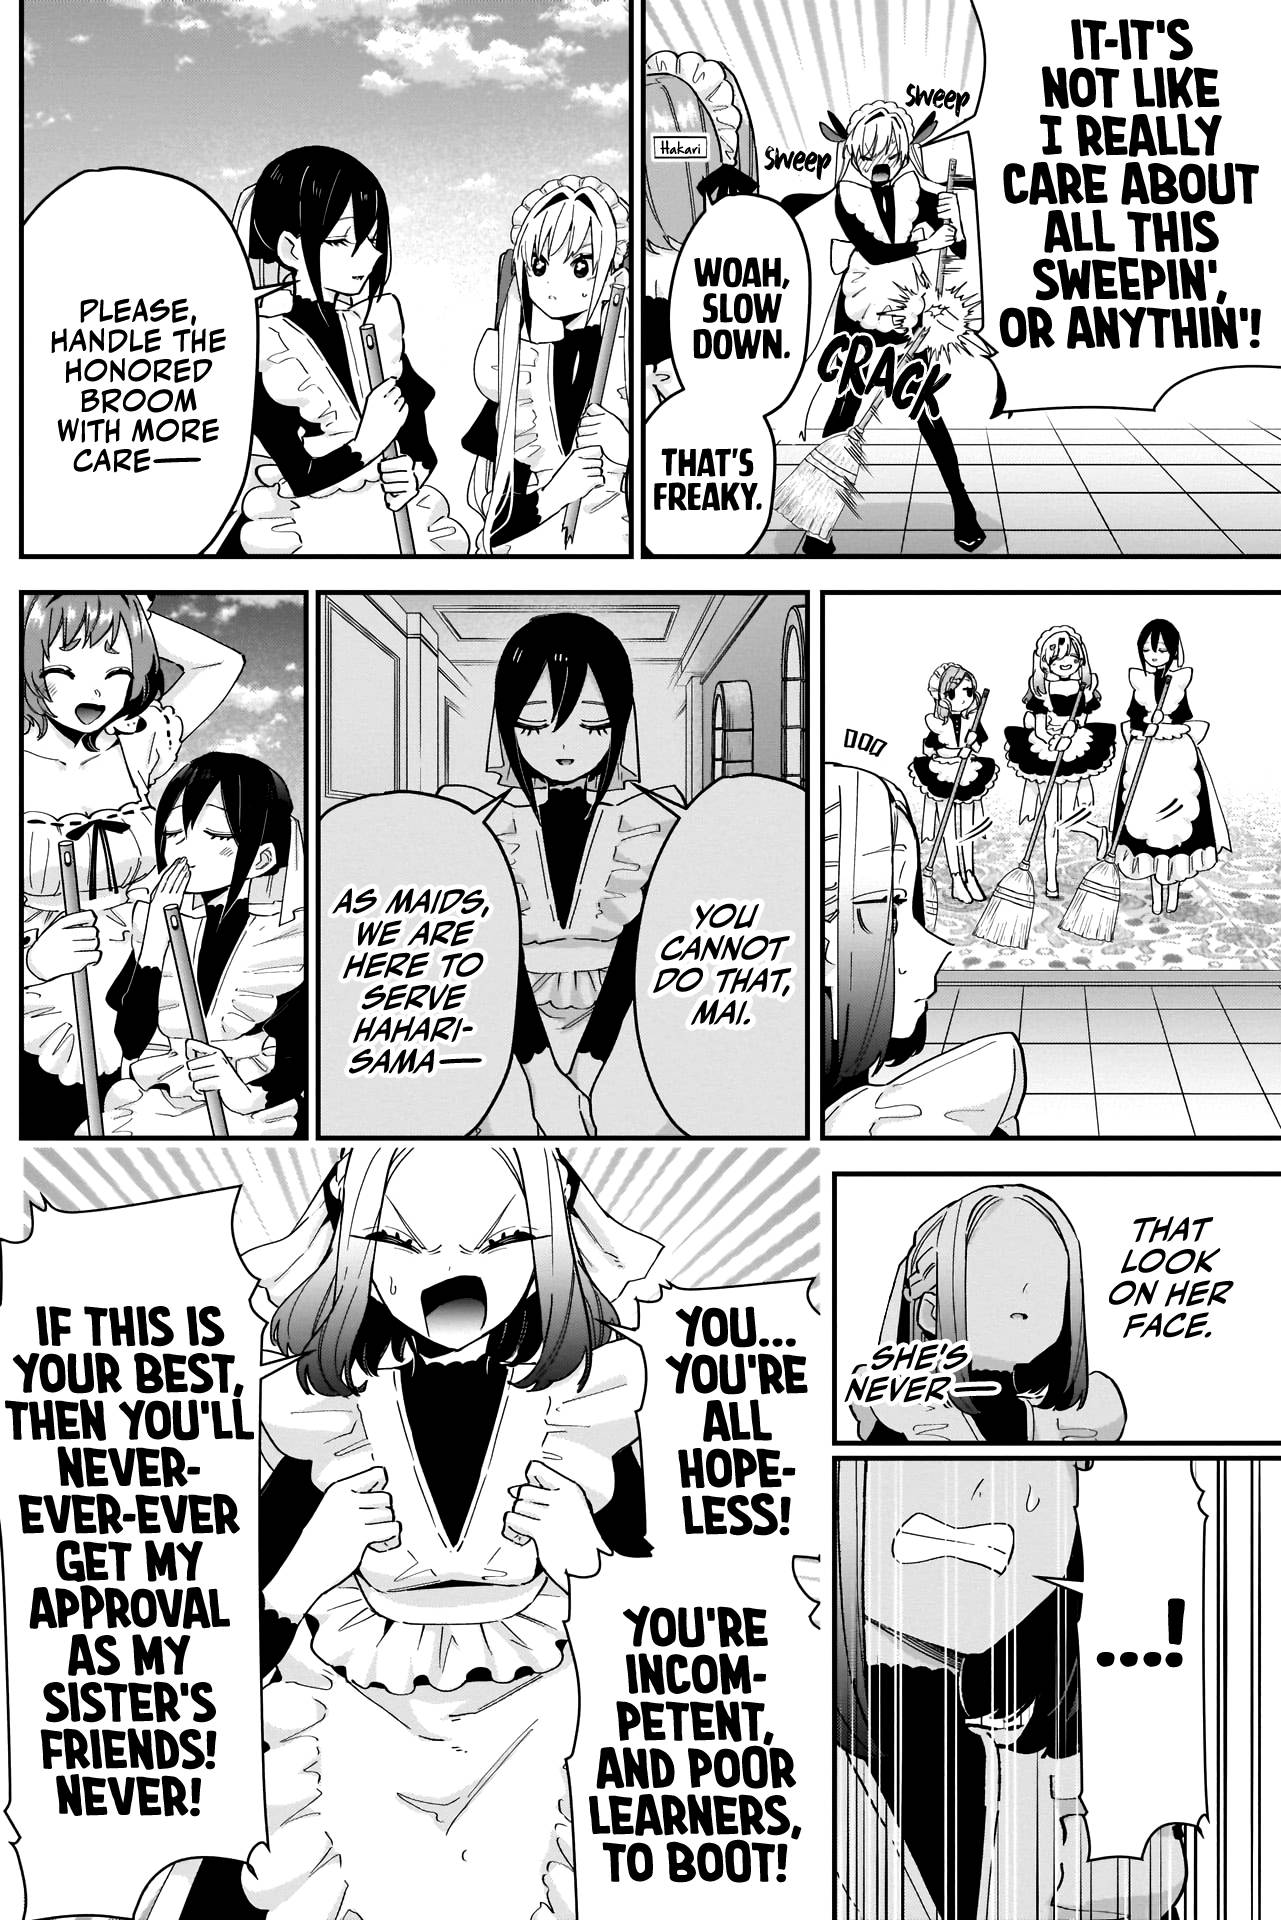 IT-IT'S
NOT LIKE
I REALLY
CARE ABOUT
ALL THIS
SWEEPIN',
OR ANYTHIN'!
sweep
sweep
Hakari
CRACK
WOAH,
SLOW
DOWN.
THAT'S
FREAKY.
PLEASE,
HANDLE THE
HONORED
BROOM
WITH MORE
CARE—
YOU
CANNOT
DO THAT,
MAI.
AS MAIDS,
WE ARE
HERE TO
SERVE
HAHARI-
SAMA—
THAT
LOOK
ON HER
FACE.
SHE'S
NEVER—
....!
YOU...
YOU'RE
ALL
HOPE-
LESS!
YOU'RE
INCOM-
PETENT,
AND POOR
LEARNERS,
TO BOOT!
IF THIS IS
YOUR BEST,
THEN YOU'LL
NEVER-
EVER-EVER
GET MY
APPROVAL
AS MY
SISTER'S
FRIENDS!
NEVER!